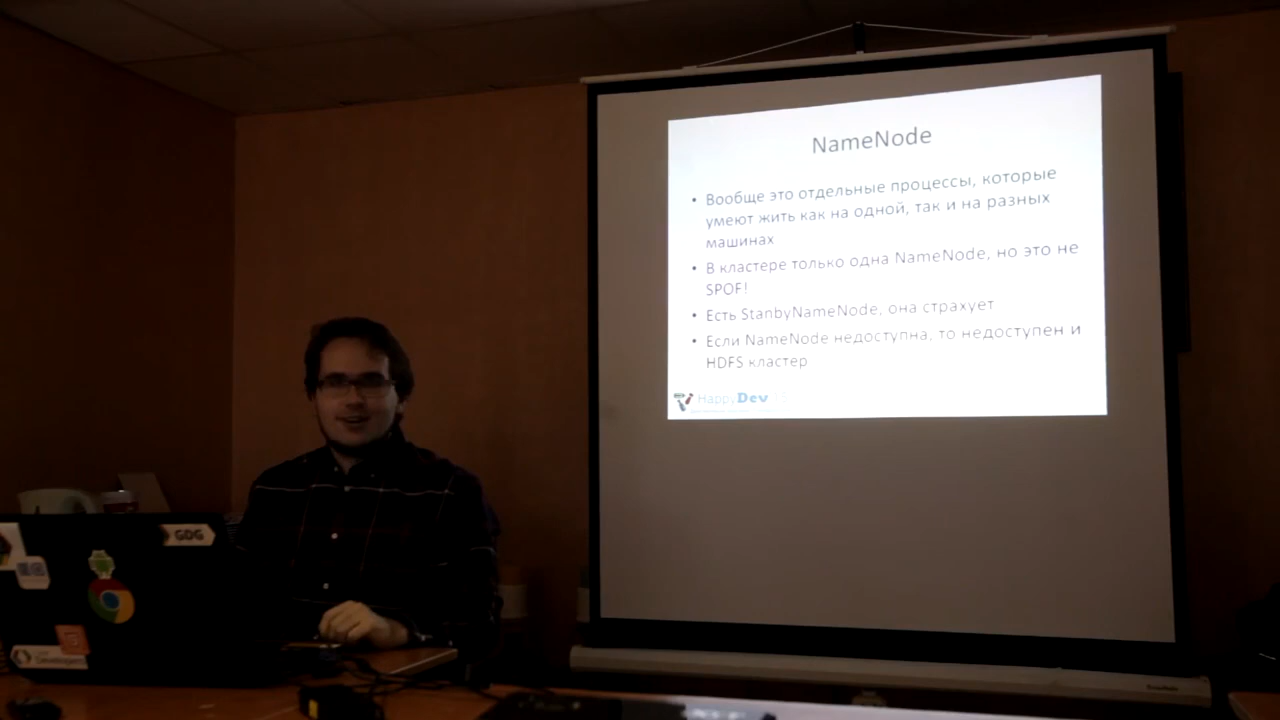 NameNode
• Вообще это отдельные процессы, которые
умеют жить как на одной, так и на разных
машинах
• В кластере только одна NameNode, но это не
SPOF!
• Есть StanbyNameNode, она страхует
• Если NameNode недоступна, то недоступен и
HDFS кластер
HappyDev
GDG
Developers